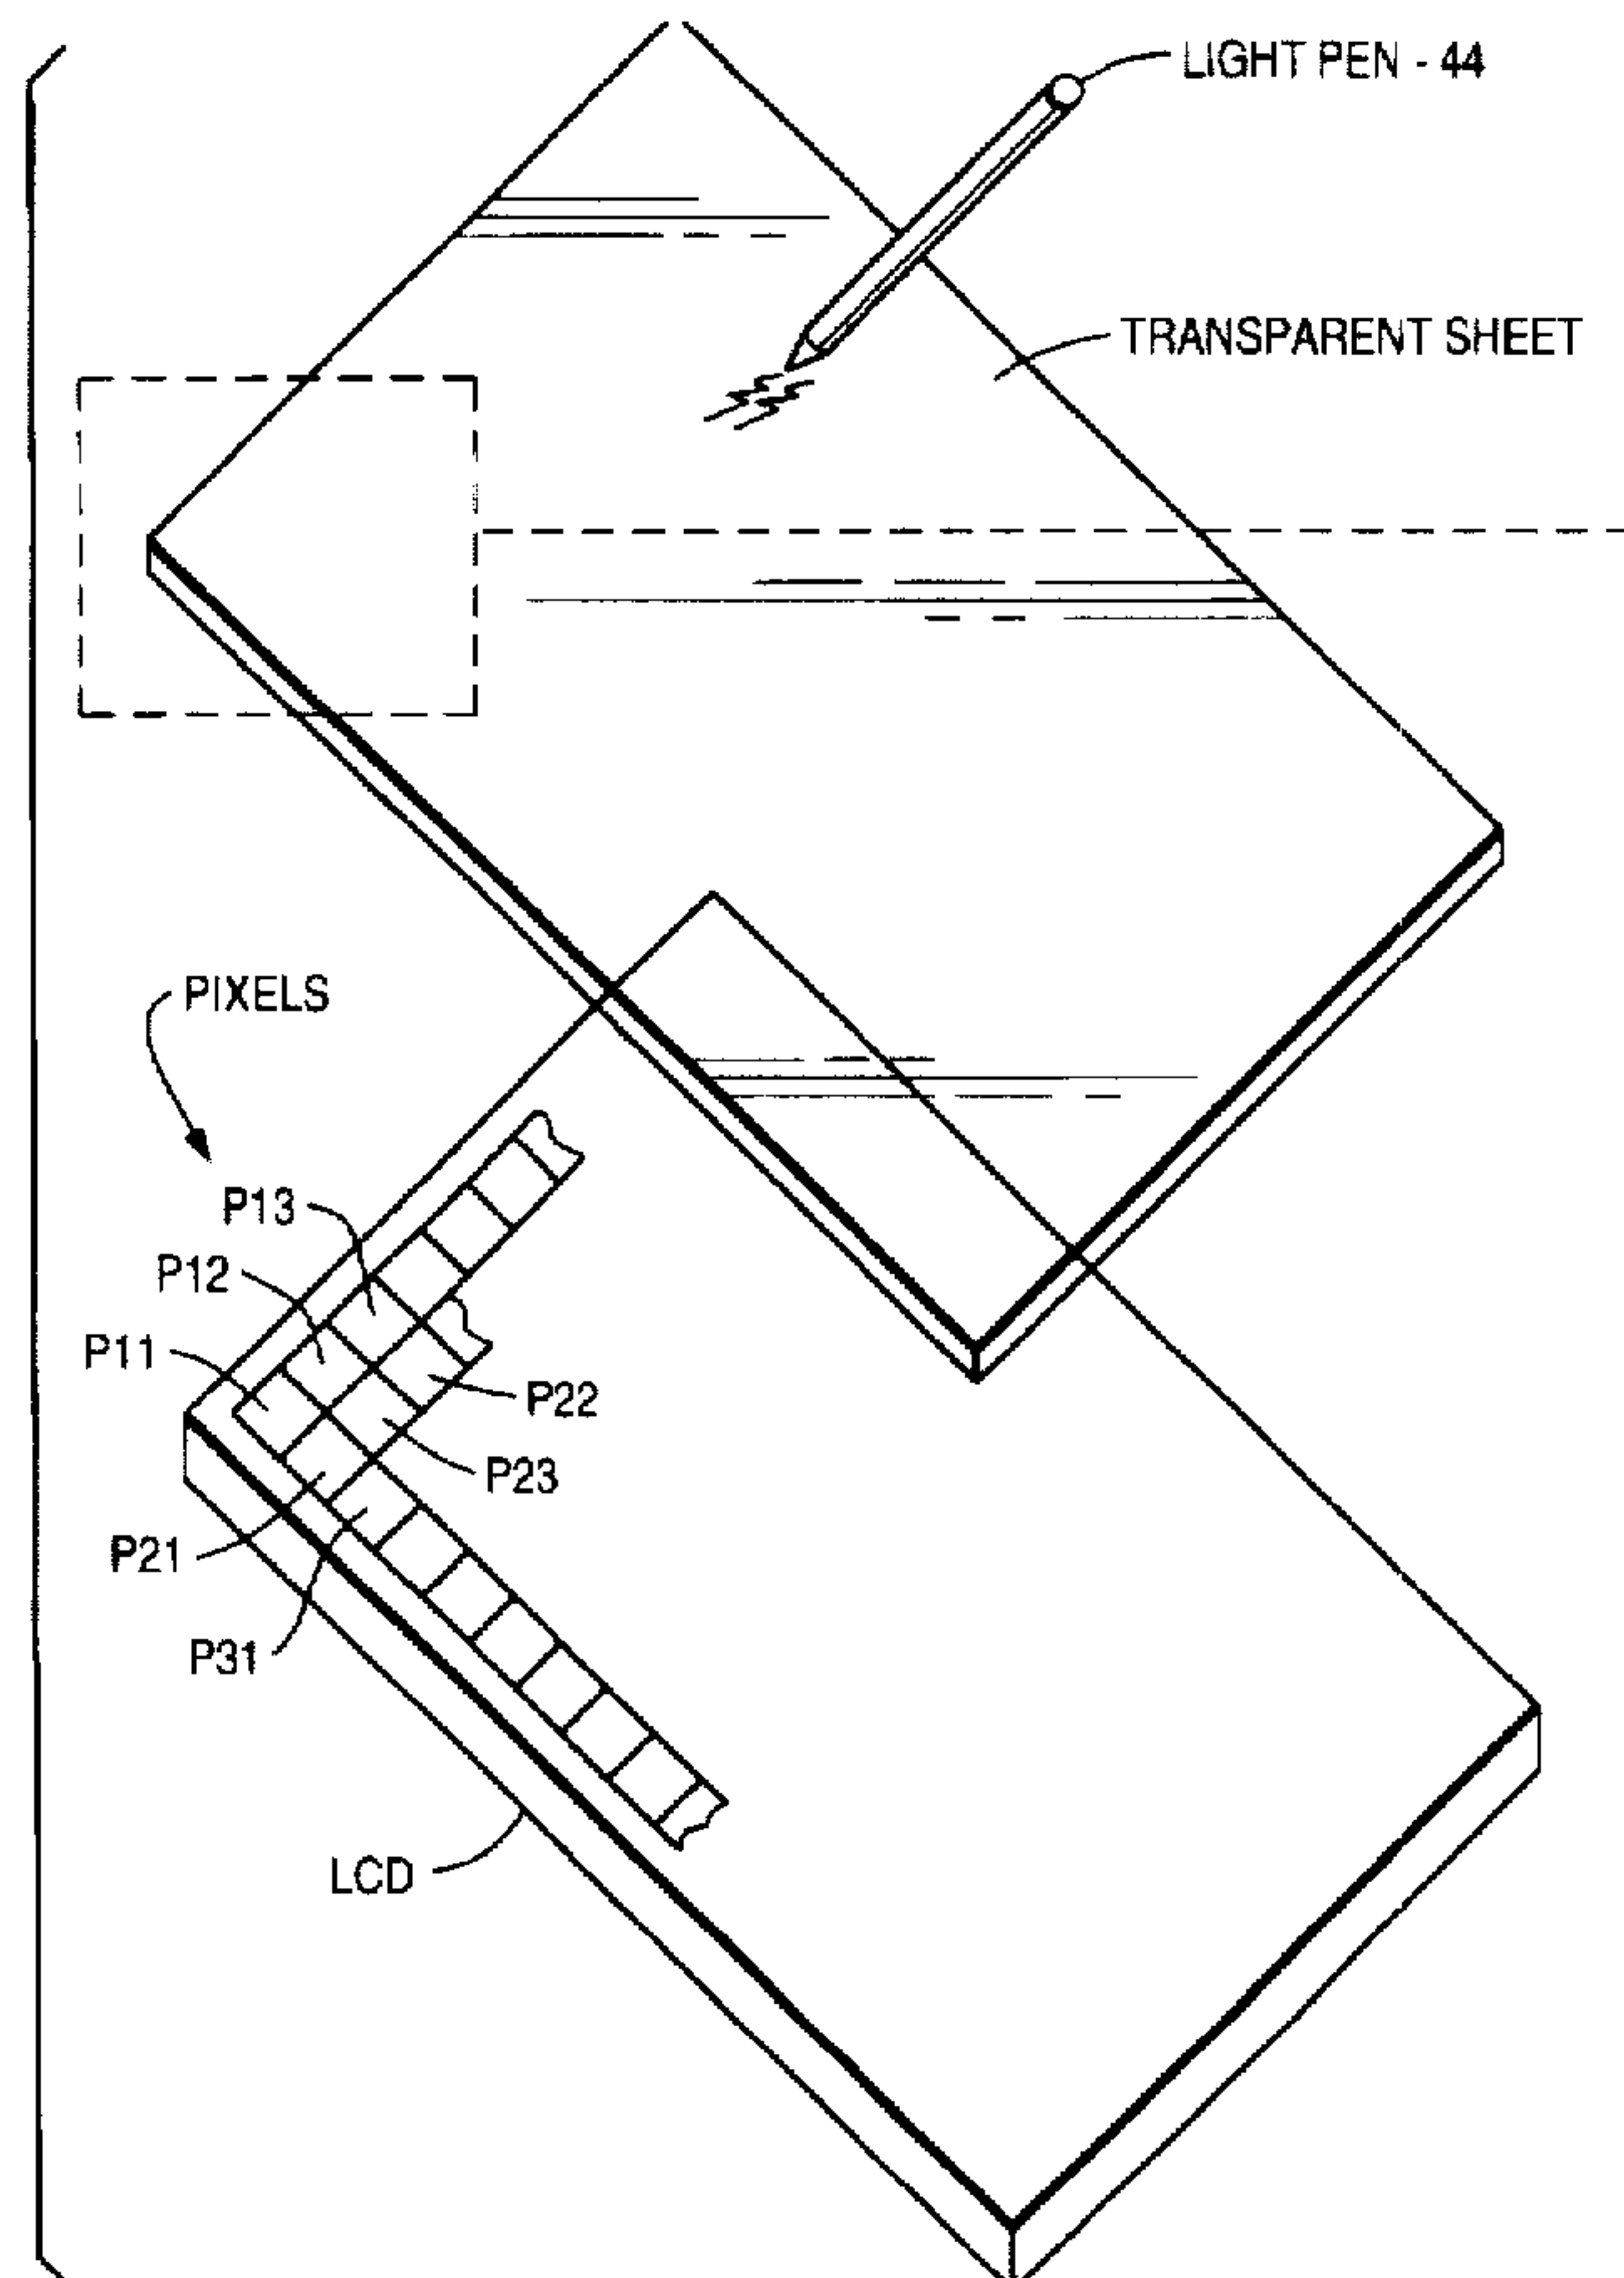 LIGHT PEN - 44
TRANSPARENT SHEET
PIXELS
P13
P12
P11
P22
P23
P21
P31
LCD